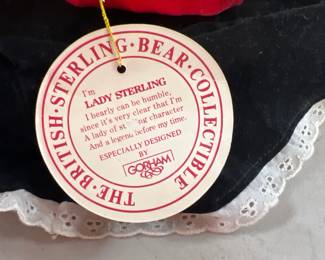 THE · BRITISH · STERLING · BEAR · COLLECTIBLE
I'm
LADY STERLING
I bearly can be humble,
since it's very clear that I'm
A lady of character
And a legend before my time.
ESPECIALLY DESIGNED
BY
GORHAM